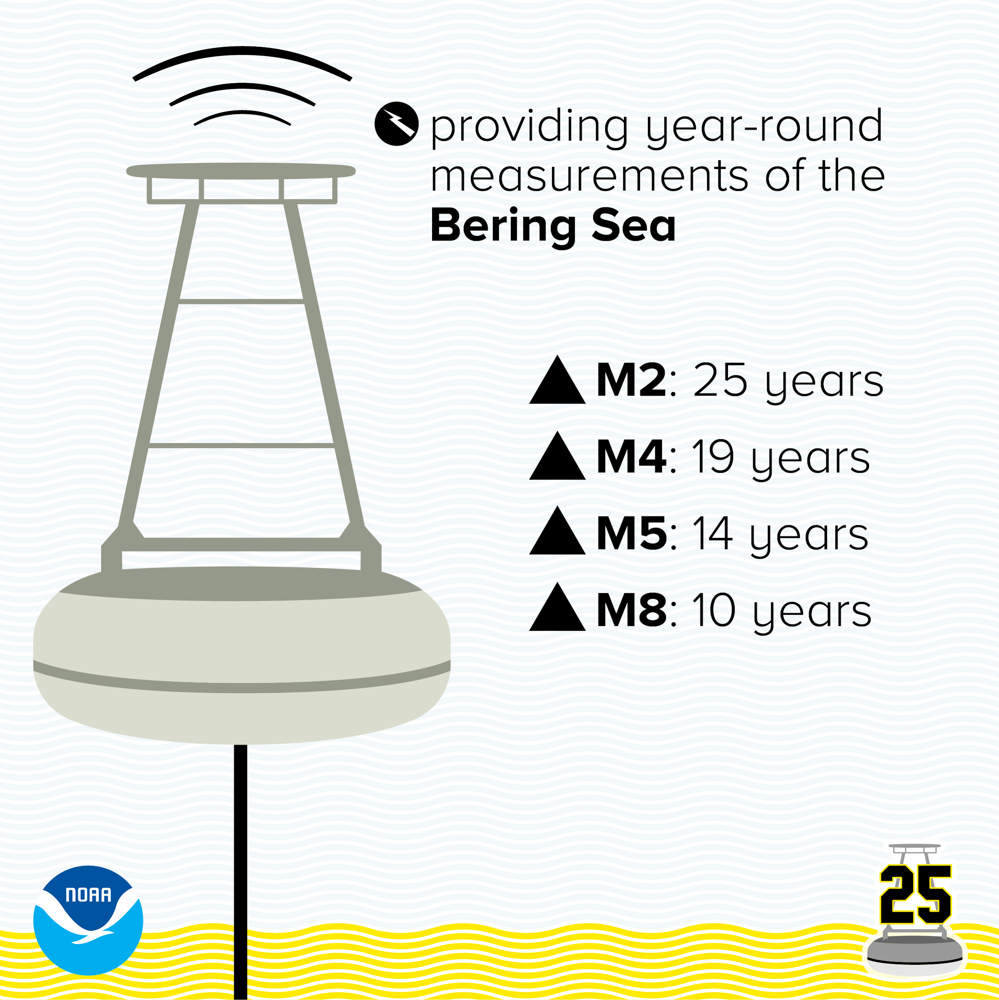 providing year-round
measurements of the
Bering Sea
M2: 25 years
M4: 19 years
M5: 14 years
M8: 10 years
NOAA
25